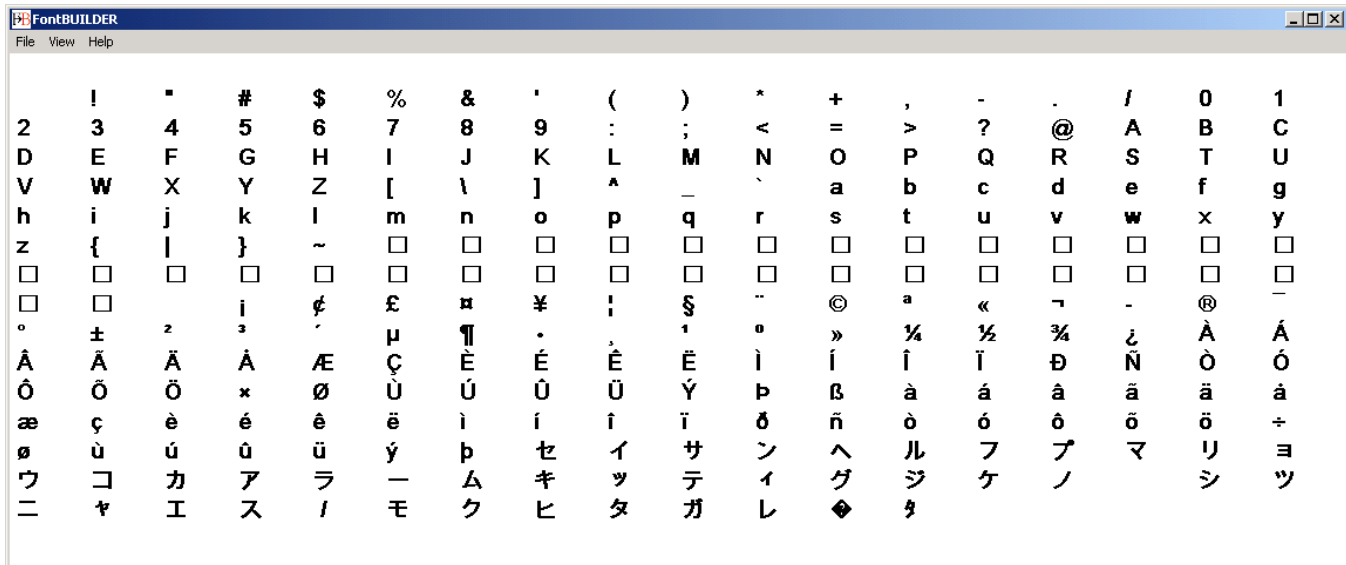 FontBUILDER
File View Help
! " # $ % & ' ( ) * + , - . / 0 1
2 3 4 5 6 7 8 9 : ; < = > ? @ A B C
D E F G H I J K L M N O P Q R S T U
V W X Y Z [ \ ] ^ _ ` a b c d e f g
h i j k l m n o p q r s t u v w x y
z { | } ~ □ □ □ □ □ □ □ □ □ □ □ □ □
□ □ □ □ □ □ □ □ □ □ □ □ □ □ □ □ □ □
□ □ ¡ ¢ £ ¤ ¥ ¦ § ¨ © ª « ¬ - ® ¯
° ± ² ³ ´ µ ¶ · ¸ ¹ º » ¼ ½ ¾ ¿ À Á
Â Ã Ä Å Æ Ç È É Ê Ë Ì Í Î Ï Ð Ñ Ò Ó
Ô Õ Ö × Ø Ù Ú Û Ü Ý Þ ß à á â ã ä å
æ ç è é ê ë ì í î ï ð ñ ò ó ô õ ö ÷
ø ù ú û ü ý þ セ イ サ ン ヘ ル フ プ マ リ ョ
ウ コ カ ア ラ ー ム キ ッ テ ィ グ ジ ケ ノ シ ツ
ニ ャ エ ス / モ ク ヒ タ ガ レ � ﾀ